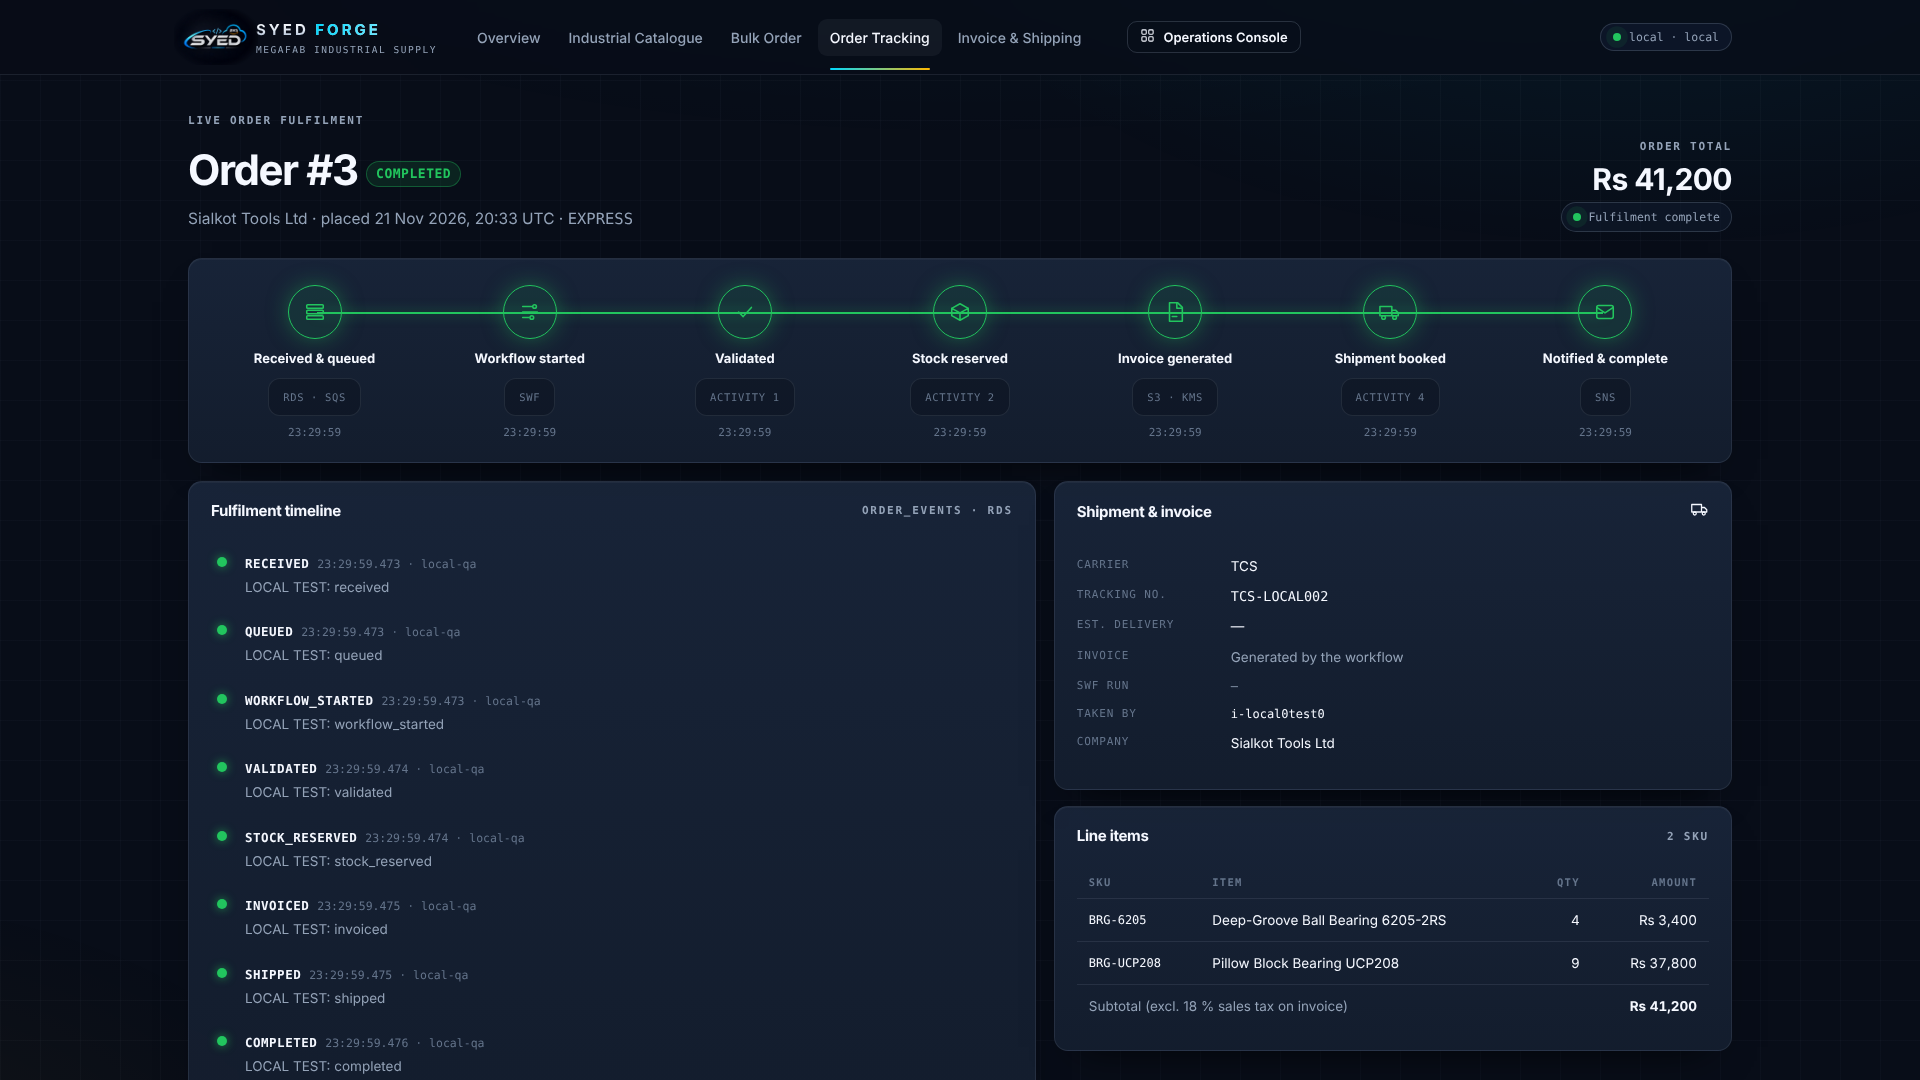 SYED
SYED FORGE
MEGAFAB INDUSTRIAL SUPPLY
Overview
Industrial Catalogue
Bulk Order
Order Tracking
Invoice & Shipping
Operations Console
local · local
LIVE ORDER FULFILMENT
Order #3 COMPLETED
Sialkot Tools Ltd · placed 21 Nov 2026, 20:33 UTC · EXPRESS
ORDER TOTAL
Rs 41,200
Fulfilment complete
Received & queued
RDS · SQS
23:29:59
Workflow started
SWF
23:29:59
Validated
ACTIVITY 1
23:29:59
Stock reserved
ACTIVITY 2
23:29:59
Invoice generated
S3 · KMS
23:29:59
Shipment booked
ACTIVITY 4
23:29:59
Notified & complete
SNS
23:29:59
Fulfilment timeline
ORDER_EVENTS · RDS
RECEIVED 23:29:59.473 · local-qa
LOCAL TEST: received
QUEUED 23:29:59.473 · local-qa
LOCAL TEST: queued
WORKFLOW_STARTED 23:29:59.473 · local-qa
LOCAL TEST: workflow_started
VALIDATED 23:29:59.474 · local-qa
LOCAL TEST: validated
STOCK_RESERVED 23:29:59.474 · local-qa
LOCAL TEST: stock_reserved
INVOICED 23:29:59.475 · local-qa
LOCAL TEST: invoiced
SHIPPED 23:29:59.475 · local-qa
LOCAL TEST: shipped
COMPLETED 23:29:59.476 · local-qa
LOCAL TEST: completed
Shipment & invoice
CARRIER TCS
TRACKING NO. TCS-LOCAL002
EST. DELIVERY —
INVOICE Generated by the workflow
SWF RUN —
TAKEN BY i-local0test0
COMPANY Sialkot Tools Ltd
Line items
2 SKU
SKU ITEM QTY AMOUNT
BRG-6205 Deep-Groove Ball Bearing 6205-2RS 4 Rs 3,400
BRG-UCP208 Pillow Block Bearing UCP208 9 Rs 37,800
Subtotal (excl. 18 % sales tax on invoice) Rs 41,200